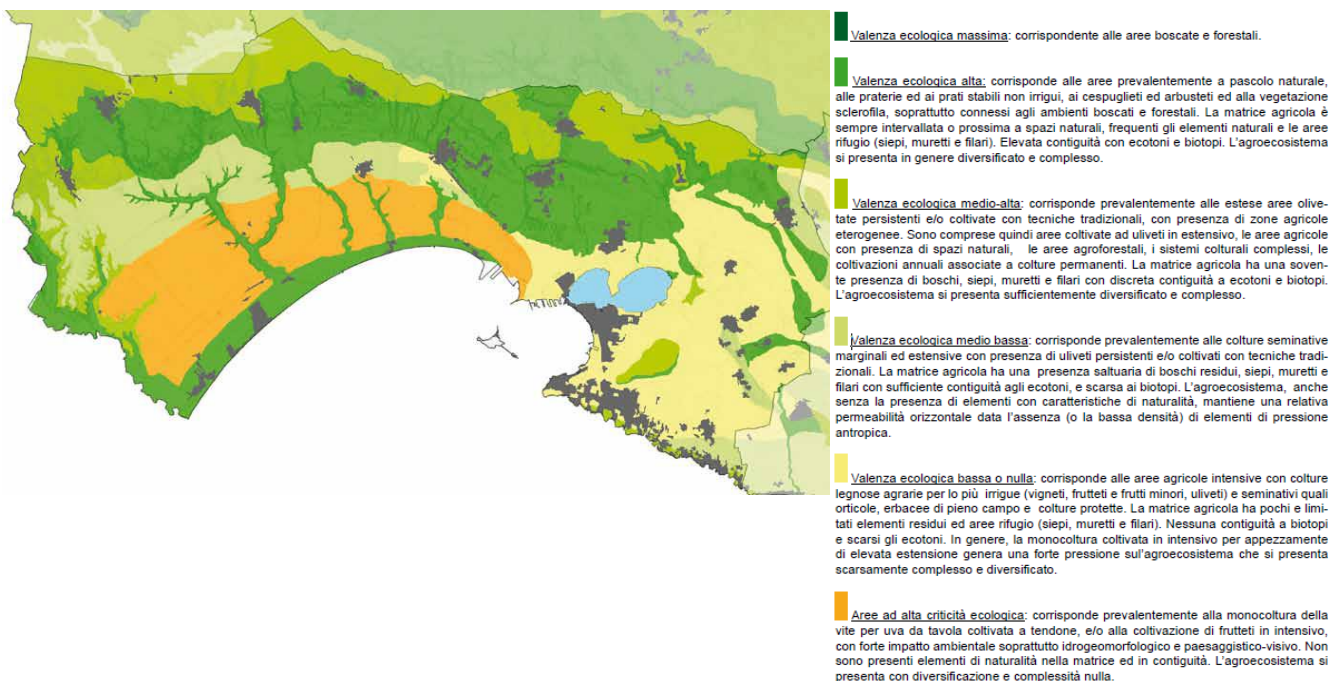 Valenza ecologica massima: corrispondente alle aree boscate e forestali.
Valenza ecologica alta: corrisponde alle aree prevalentemente a pascolo naturale,
alle praterie ed ai prati stabili non irrigui, ai cespuglieti ed arbusteti ed alla vegetazione
sclerofila, soprattutto connessi agli ambienti boscati e forestali. La matrice agricola è
sempre intervallata o prossima a spazi naturali, frequenti gli elementi naturali e le aree
rifugio (siepi, muretti e filari). Elevata contiguità con ecotoni e biotopi. L'agroecosistema
si presenta in genere diversificato e complesso.
Valenza ecologica medio-alta: corrisponde prevalentemente alle estese aree olive-
tate persistenti e/o coltivate con tecniche tradizionali, con presenza di zone agricole
eterogenee. Sono comprese quindi aree coltivate ad uliveti in estensivo, le aree agricole
con presenza di spazi naturali, le aree agroforestali, i sistemi colturali complessi, le
coltivazioni annuali associate a colture permanenti. La matrice agricola ha una soven-
te presenza di boschi, siepi, muretti e filari con discreta contiguità a ecotoni e biotopi.
L'agroecosistema si presenta sufficientemente diversificato e complesso.
Valenza ecologica medio bassa: corrisponde prevalentemente alle colture seminative
marginali ed estensive con presenza di uliveti persistenti e/o coltivati con tecniche tradi-
zionali. La matrice agricola ha una presenza saltuaria di boschi residui, siepi, muretti e
filari con sufficiente contiguità agli ecotoni, e scarsa ai biotopi. L'agroecosistema, anche
senza la presenza di elementi con caratteristiche di naturalità, mantiene una relativa
permeabilità orizzontale data l'assenza (o la bassa densità) di elementi di pressione
antropica.
Valenza ecologica bassa o nulla: corrisponde alle aree agricole intensive con colture
legnose agrarie per lo più irrigue (vigneti, frutteti e frutti minori, uliveti) e seminativi quali
orticole, erbacee di pieno campo e colture protette. La matrice agricola ha pochi e limi-
tati elementi residui ed aree rifugio (siepi, muretti e filari). Nessuna contiguità a biotopi
e scarsi gli ecotoni. In genere, la monocoltura coltivata in intensivo per appezzamente
di elevata estensione genera una forte pressione sul'agroecosistema che si presenta
scarsamente complesso e diversificato.
Aree ad alta criticità ecologica: corrisponde prevalentemente alla monocoltura della
vite per uva da tavola coltivata a tendone, e/o alla coltivazione di frutteti in intensivo,
con forte impatto ambientale soprattutto idrogeomorfologico e paesaggistico-visivo. Non
sono presenti elementi di naturalità nella matrice ed in contiguità. L'agroecosistema si
presenta con diversificazione e complessità nulla.